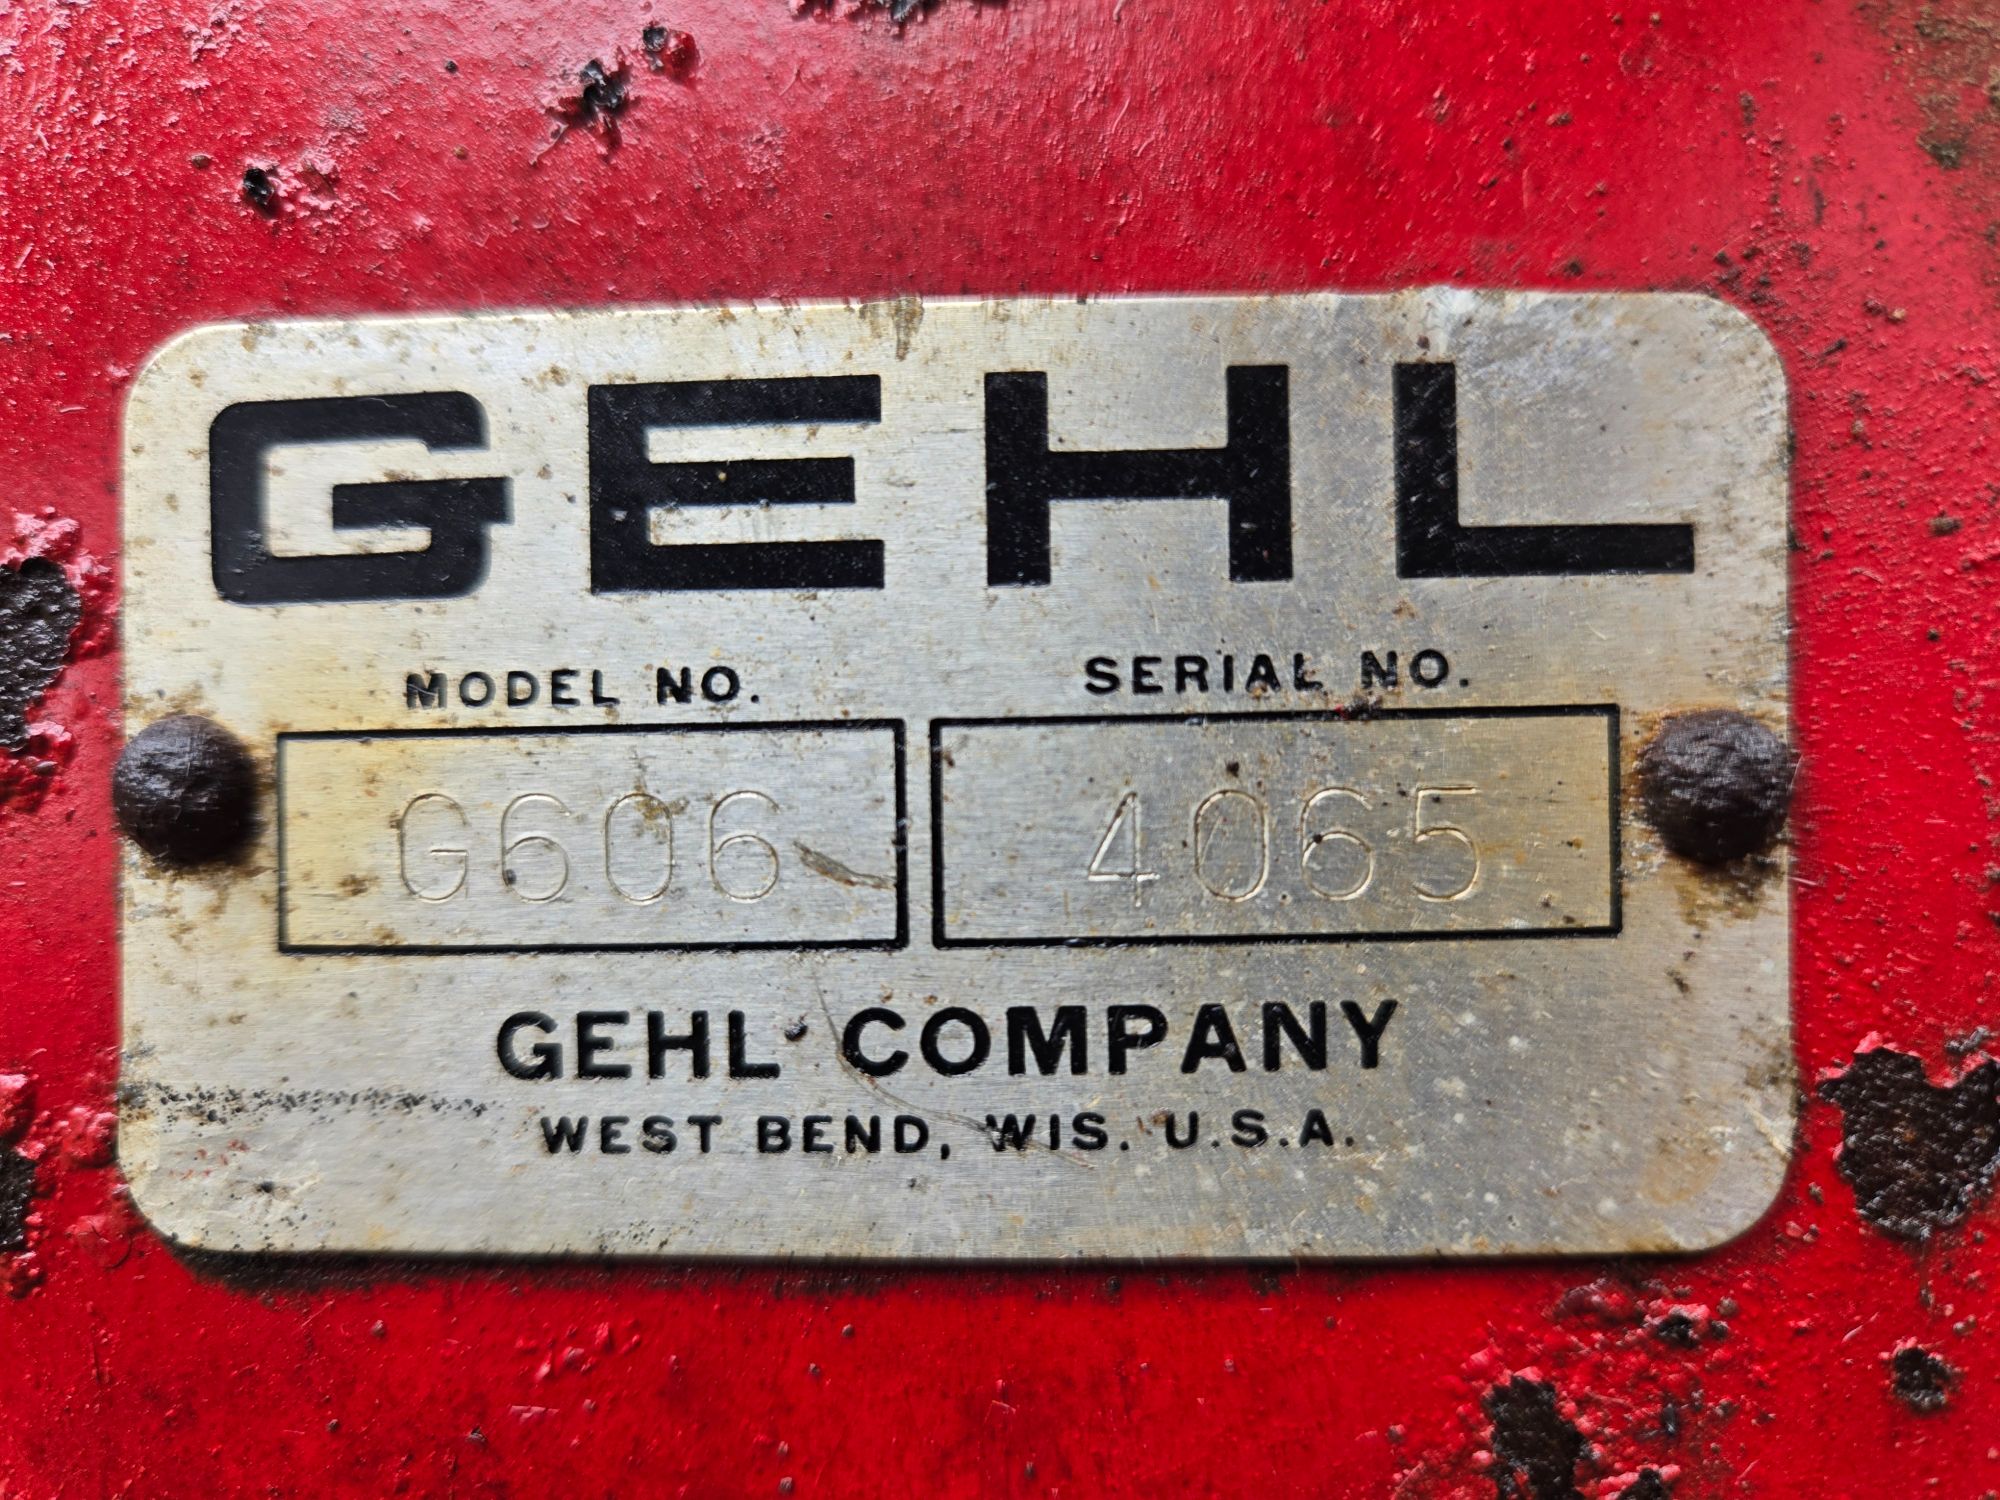 GEHL
MODEL NO. SERIAL NO.
G606 4065
GEHL COMPANY
WEST BEND, WIS. U.S.A.